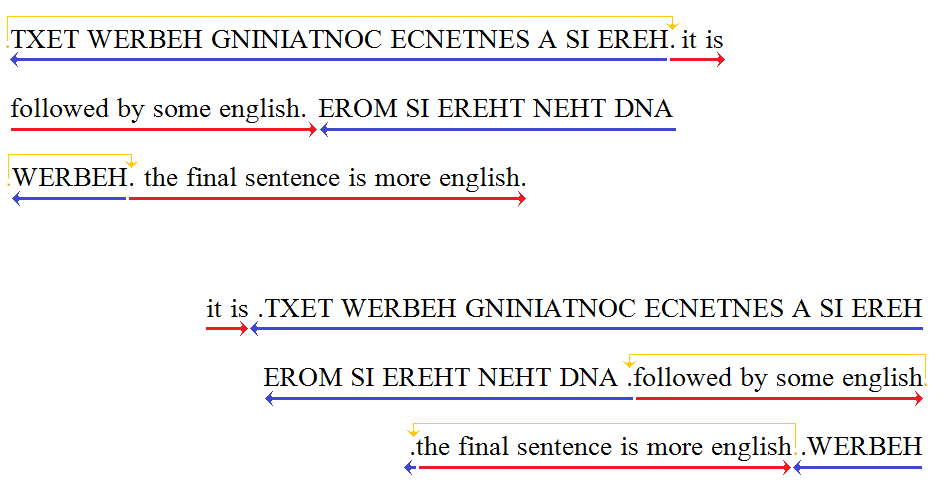 .TXET WERBEH GNINIATNOC ECNETNES A SI EREH. it is
followed by some english. EROM SI EREHT NEHT DNA
.WERBEH. the final sentence is more english.
it is .TXET WERBEH GNINIATNOC ECNETNES A SI EREH
EROM SI EREHT NEHT DNA .followed by some english.
.the final sentence is more english. .WERBEH